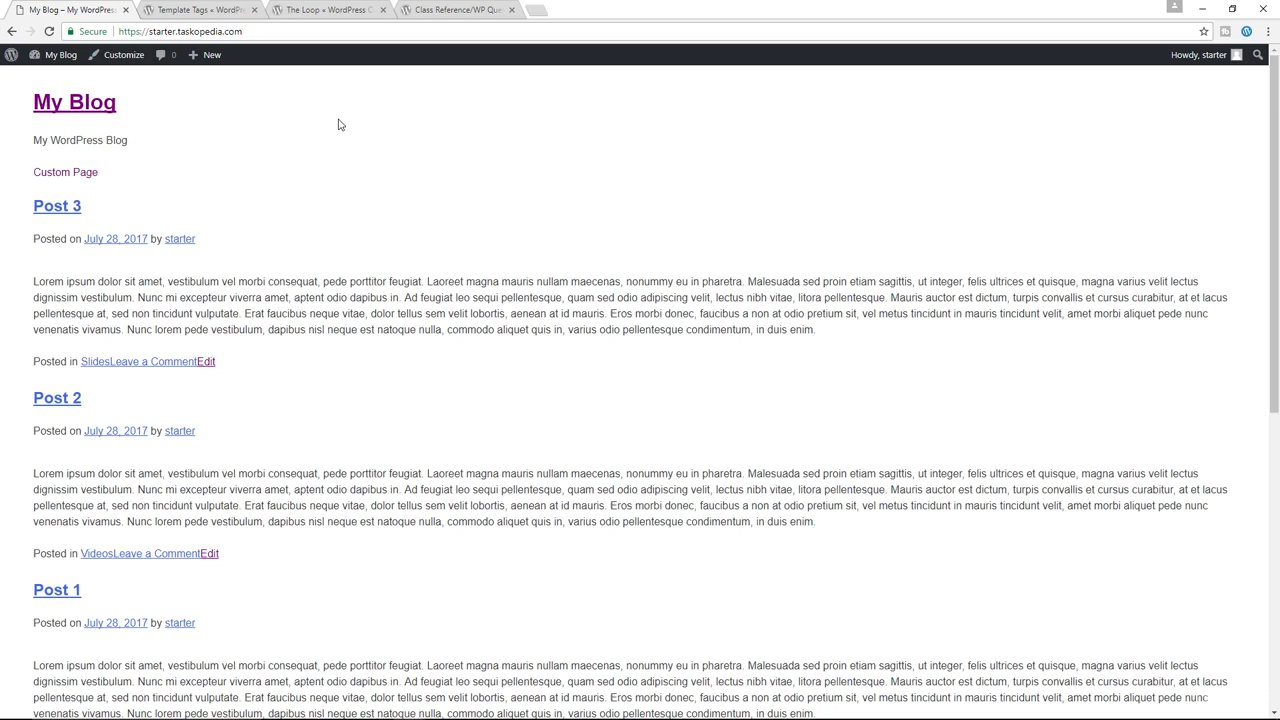 My Blog – My WordPress
Template Tags « WordPr
The Loop « WordPress C
Class Reference/WP Que
Secure
https://starter.taskopedia.com
My Blog
Customize
0
New
Howdy, starter
My Blog
My WordPress Blog
Custom Page
Post 3
Posted on July 28, 2017 by starter
Lorem ipsum dolor sit amet, vestibulum vel morbi consequat, pede porttitor feugiat. Laoreet magna mauris nullam maecenas, nonummy eu in pharetra. Malesuada sed proin etiam sagittis, ut integer, felis ultrices et quisque, magna varius velit lectus
dignissim vestibulum. Nunc mi excepteur viverra amet, aptent odio dapibus in. Ad feugiat leo sequi pellentesque, quam sed odio adipiscing velit, lectus nibh vitae, litora pellentesque. Mauris auctor est dictum, turpis convallis et cursus curabitur, at et lacus
pellentesque at, sed non tincidunt vulputate. Erat faucibus neque vitae, dolor tellus sem velit lobortis, aenean at id mauris. Eros morbi donec, faucibus a non at odio pretium sit, vel metus tincidunt in mauris tincidunt velit, amet morbi aliquet pede nunc
venenatis vivamus. Nunc lorem pede vestibulum, dapibus nisl neque est natoque nulla, commodo aliquet quis in, varius odio pellentesque condimentum, in duis enim.
Posted in SlidesLeave a CommentEdit
Post 2
Posted on July 28, 2017 by starter
Lorem ipsum dolor sit amet, vestibulum vel morbi consequat, pede porttitor feugiat. Laoreet magna mauris nullam maecenas, nonummy eu in pharetra. Malesuada sed proin etiam sagittis, ut integer, felis ultrices et quisque, magna varius velit lectus
dignissim vestibulum. Nunc mi excepteur viverra amet, aptent odio dapibus in. Ad feugiat leo sequi pellentesque, quam sed odio adipiscing velit, lectus nibh vitae, litora pellentesque. Mauris auctor est dictum, turpis convallis et cursus curabitur, at et lacus
pellentesque at, sed non tincidunt vulputate. Erat faucibus neque vitae, dolor tellus sem velit lobortis, aenean at id mauris. Eros morbi donec, faucibus a non at odio pretium sit, vel metus tincidunt in mauris tincidunt velit, amet morbi aliquet pede nunc
venenatis vivamus. Nunc lorem pede vestibulum, dapibus nisl neque est natoque nulla, commodo aliquet quis in, varius odio pellentesque condimentum, in duis enim.
Posted in VideosLeave a CommentEdit
Post 1
Posted on July 28, 2017 by starter
Lorem ipsum dolor sit amet, vestibulum vel morbi consequat, pede porttitor feugiat. Laoreet magna mauris nullam maecenas, nonummy eu in pharetra. Malesuada sed proin etiam sagittis, ut integer, felis ultrices et quisque, magna varius velit lectus
dignissim vestibulum. Nunc mi excepteur viverra amet, aptent odio dapibus in. Ad feugiat leo sequi pellentesque, quam sed odio adipiscing velit, lectus nibh vitae, litora pellentesque. Mauris auctor est dictum, turpis convallis et cursus curabitur, at et lacus
pellentesque at, sed non tincidunt vulputate. Erat faucibus neque vitae, dolor tellus sem velit lobortis, aenean at id mauris. Eros morbi donec, faucibus a non at odio pretium sit, vel metus tincidunt in mauris tincidunt velit, amet morbi aliquet pede nunc
venenatis vivamus. Nunc lorem pede vestibulum, dapibus nisl neque est natoque nulla, commodo aliquet quis in, varius odio pellentesque condimentum, in duis enim.